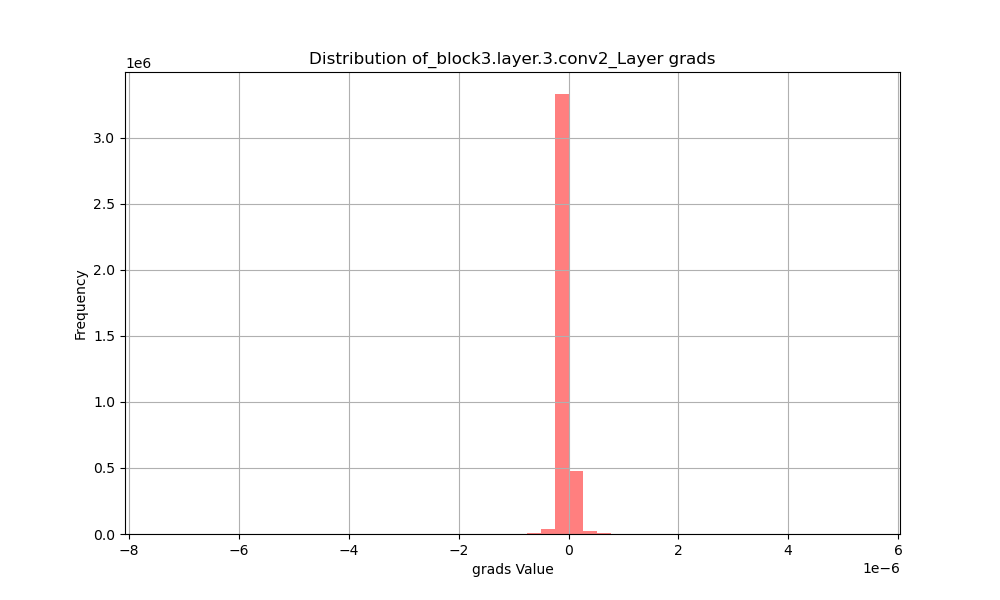 Distribution of_block3.layer.3.conv2_Layer grads
1e6
3.0
2.5
2.0
1.5
1.0
0.5
0.0
Frequency
−8 −6 −4 −2 0 2 4 6
1e−6
grads Value